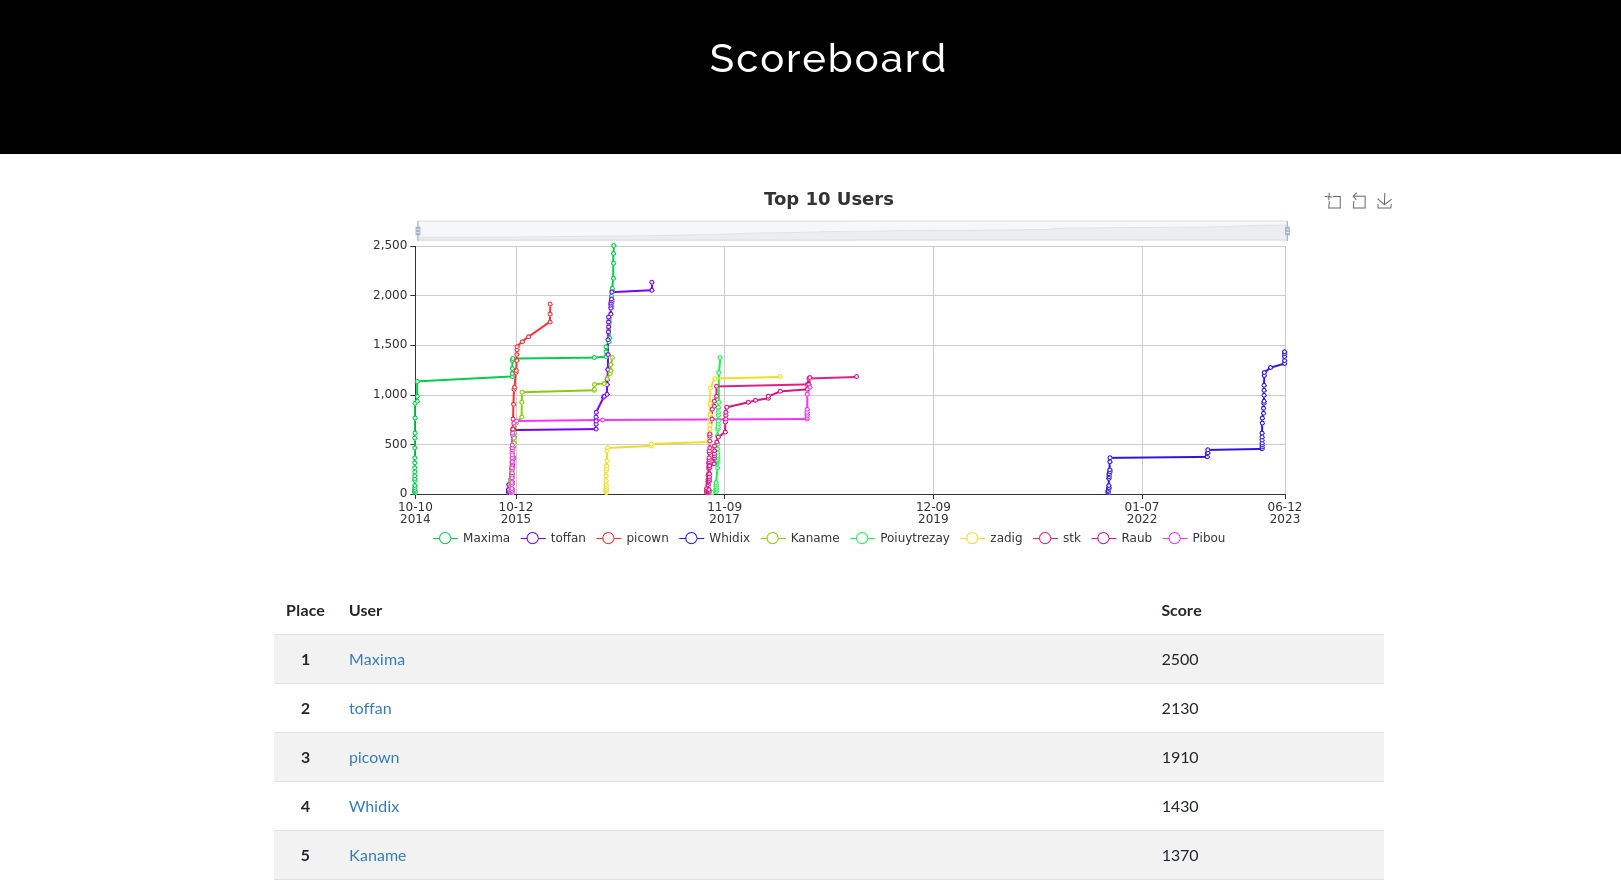 Scoreboard
Top 10 Users
2,500
2,000
1,500
1,000
500
0
10-10 10-12 11-09 12-09 01-07 06-12
2014 2015 2017 2019 2022 2023
Maxima toffan picown Whidix Kaname Poiuytrezay zadig stk Raub Pibou
Place User Score
1 Maxima 2500
2 toffan 2130
3 picown 1910
4 Whidix 1430
5 Kaname 1370